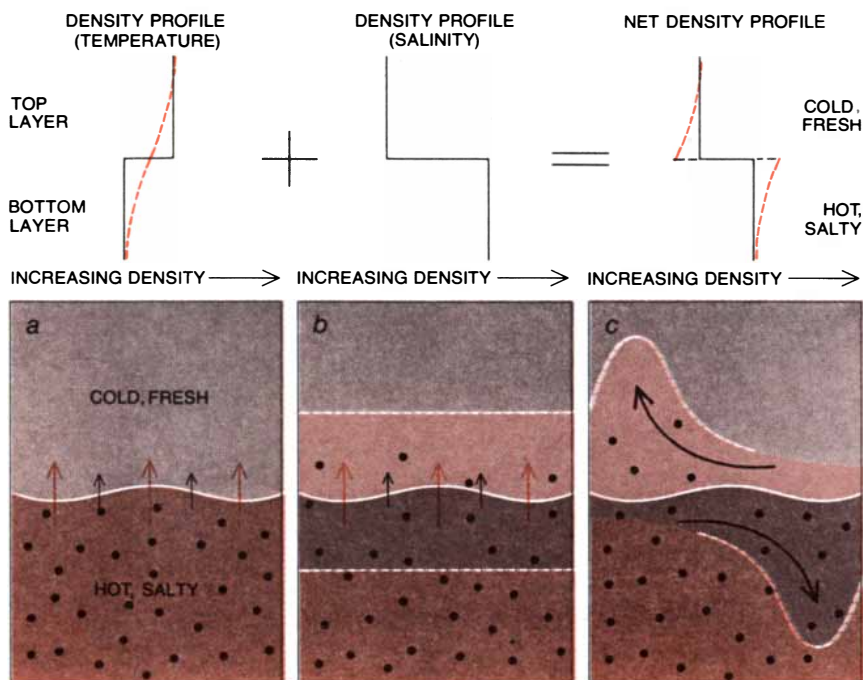 DENSITY PROFILE
(TEMPERATURE)
DENSITY PROFILE
(SALINITY)
NET DENSITY PROFILE
TOP
LAYER
COLD,
FRESH
BOTTOM
LAYER
HOT,
SALTY
INCREASING DENSITY
INCREASING DENSITY
INCREASING DENSITY
a
b
c
COLD, FRESH
HOT, SALTY